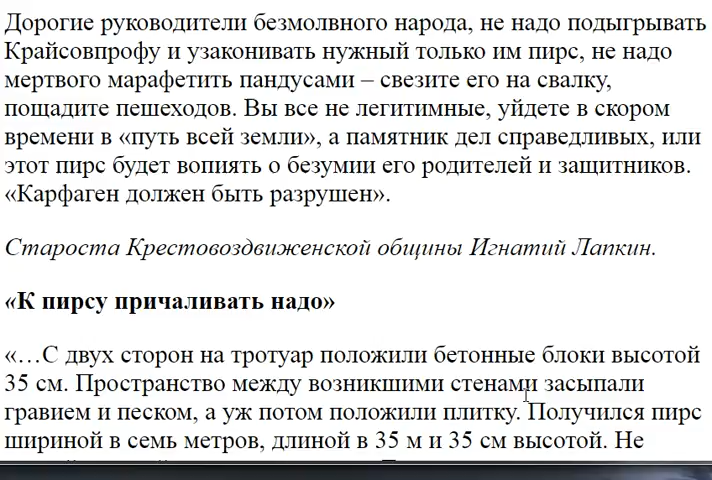 Дорогие руководители безмолвного народа, не надо подыгрывать
Крайсовпрофу и узаконивать нужный только им пирс, не надо
мертвого марафетить пандусами – свезите его на свалку,
пощадите пешеходов. Вы все не легитимные, уйдете в скором
времени в «путь всей земли», а памятник дел справедливых, или
этот пирс будет вопиять о безумии его родителей и защитников.
«Карфаген должен быть разрушен».
Староста Крестовоздвиженской общины Игнатий Лапкин.
«К пирсу причаливать надо»
«…С двух сторон на тротуар положили бетонные блоки высотой
35 см. Пространство между возникшими стенами засыпали
гравием и песком, а уж потом положили плитку. Получился пирс
шириной в семь метров, длиной в 35 м и 35 см высотой. Не